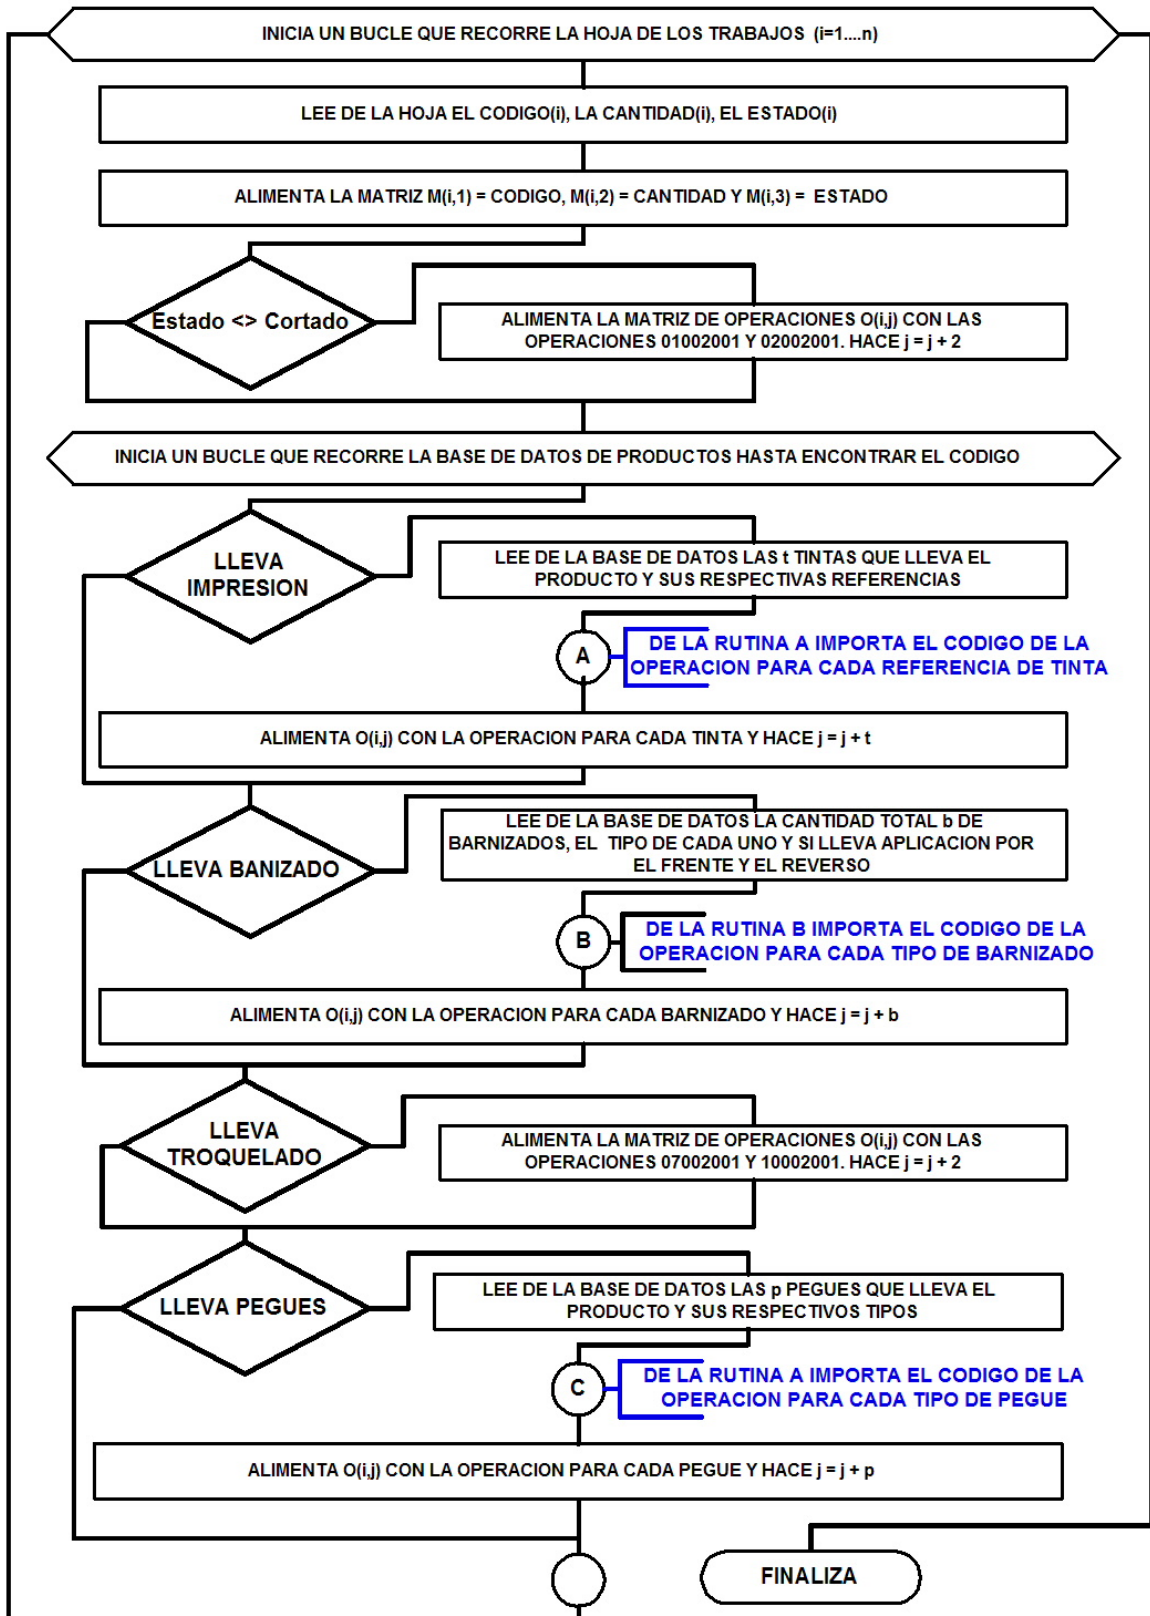 INICIA UN BUCLE QUE RECORRE LA HOJA DE LOS TRABAJOS (i=1....n)
LEE DE LA HOJA EL CODIGO(i), LA CANTIDAD(i), EL ESTADO(i)
ALIMENTA LA MATRIZ M(i,1) = CODIGO, M(i,2) = CANTIDAD Y M(i,3) = ESTADO
Estado <> Cortado
ALIMENTA LA MATRIZ DE OPERACIONES O(i,j) CON LAS
OPERACIONES 01002001 Y 02002001. HACE j = j + 2
INICIA UN BUCLE QUE RECORRE LA BASE DE DATOS DE PRODUCTOS HASTA ENCONTRAR EL CODIGO
LLEVA
IMPRESION
LEE DE LA BASE DE DATOS LAS t TINTAS QUE LLEVA EL
PRODUCTO Y SUS RESPECTIVAS REFERENCIAS
A
DE LA RUTINA A IMPORTA EL CODIGO DE LA
OPERACION PARA CADA REFERENCIA DE TINTA
ALIMENTA O(i,j) CON LA OPERACION PARA CADA TINTA Y HACE j = j + t
LLEVA BANIZADO
LEE DE LA BASE DE DATOS LA CANTIDAD TOTAL b DE
BARNIZADOS, EL TIPO DE CADA UNO Y SI LLEVA APLICACION POR
EL FRENTE Y EL REVERSO
B
DE LA RUTINA B IMPORTA EL CODIGO DE LA
OPERACION PARA CADA TIPO DE BARNIZADO
ALIMENTA O(i,j) CON LA OPERACION PARA CADA BARNIZADO Y HACE j = j + b
LLEVA
TROQUELADO
ALIMENTA LA MATRIZ DE OPERACIONES O(i,j) CON LAS
OPERACIONES 07002001 Y 10002001. HACE j = j + 2
LLEVA PEGUES
LEE DE LA BASE DE DATOS LAS p PEGUES QUE LLEVA EL
PRODUCTO Y SUS RESPECTIVOS TIPOS
C
DE LA RUTINA A IMPORTA EL CODIGO DE LA
OPERACION PARA CADA TIPO DE PEGUE
ALIMENTA O(i,j) CON LA OPERACION PARA CADA PEGUE Y HACE j = j + p
FINALIZA